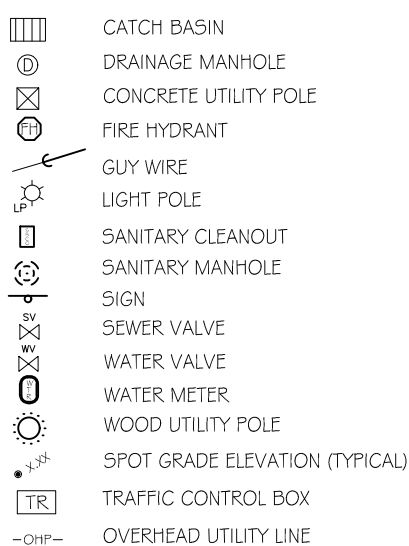 CATCH BASIN
D DRAINAGE MANHOLE
CONCRETE UTILITY POLE
FH FIRE HYDRANT
GUY WIRE
LP LIGHT POLE
SANITARY CLEANOUT
SANITARY MANHOLE
SIGN
SV SEWER VALVE
WV WATER VALVE
WTR WATER METER
WOOD UTILITY POLE
X.XX SPOT GRADE ELEVATION (TYPICAL)
TR TRAFFIC CONTROL BOX
-OHP- OVERHEAD UTILITY LINE